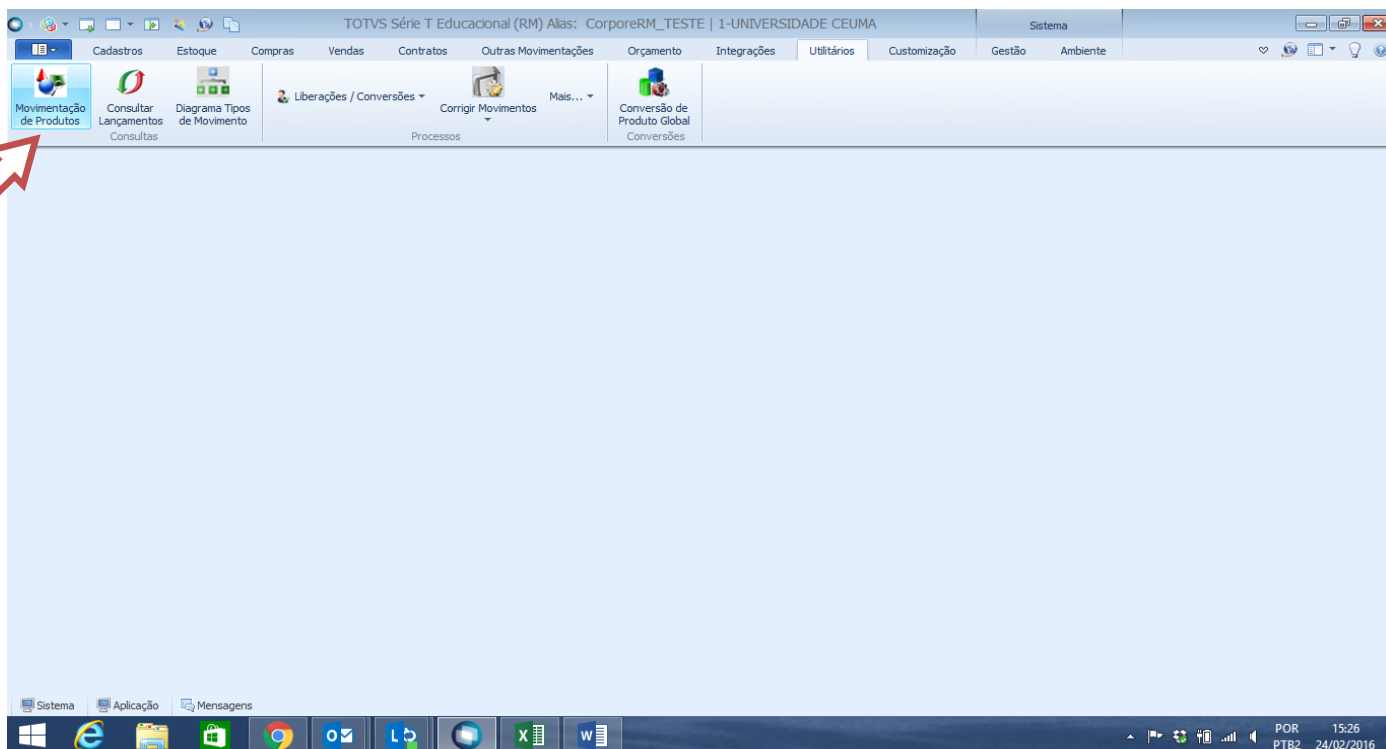 TOTVS Série T Educacional (RM) Alias: CorporeRM_TESTE | 1-UNIVERSIDADE CEUMA
Sistema
Cadastros Estoque Compras Vendas Contratos Outras Movimentações Orçamento Integrações Utilitários Customização Gestão Ambiente
Movimentação de Produtos
Consultar Lançamentos
Diagrama Tipos de Movimento
Consultas
Liberações / Conversões
Corrigir Movimentos
Mais...
Processos
Conversão de Produto Global
Conversões
Sistema Aplicação Mensagens
POR 15:26
PTB2 24/02/2016